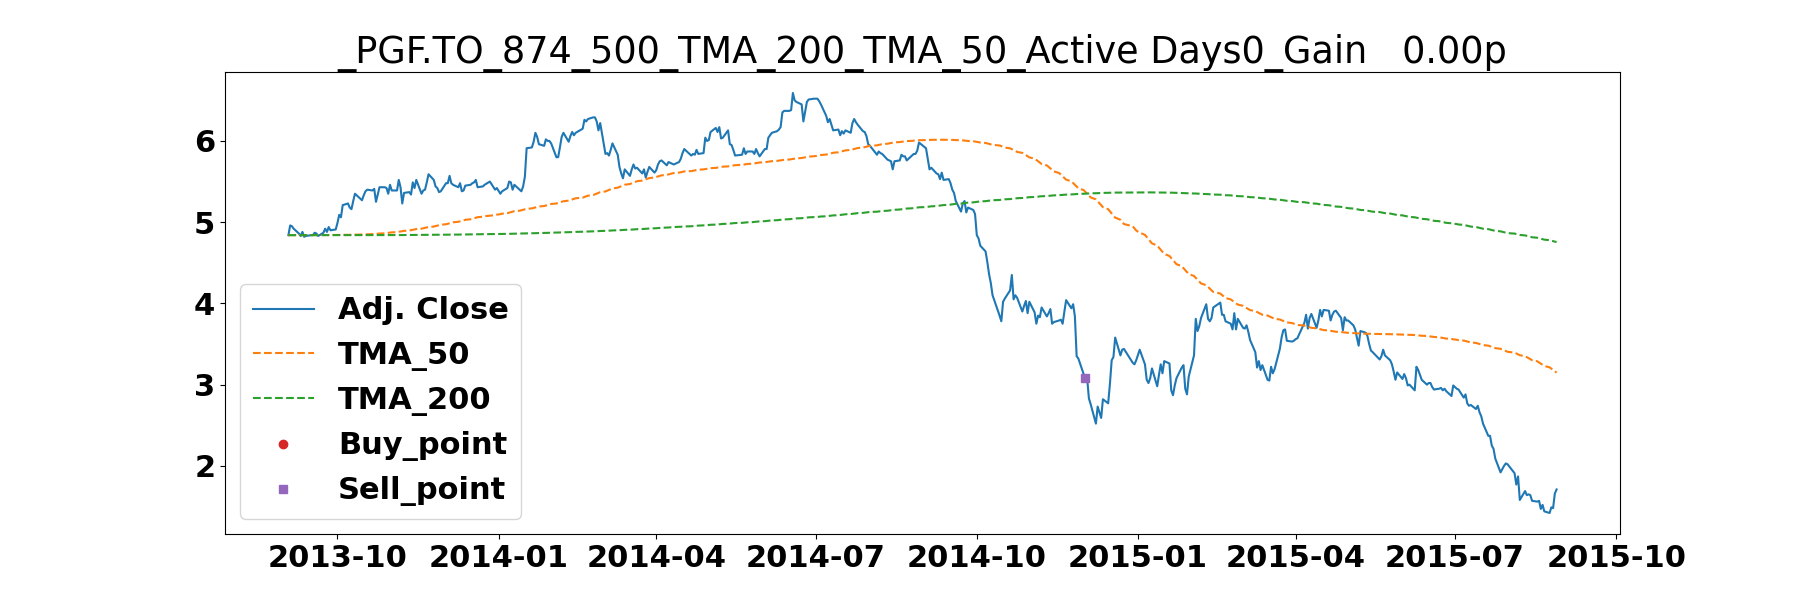 _PGF.TO_874_500_TMA_200_TMA_50_Active Days0_Gain   0.00p
6
5
4
3
2
Adj. Close
TMA_50
TMA_200
Buy_point
Sell_point
2013-10 2014-01 2014-04 2014-07 2014-10 2015-01 2015-04 2015-07 2015-10